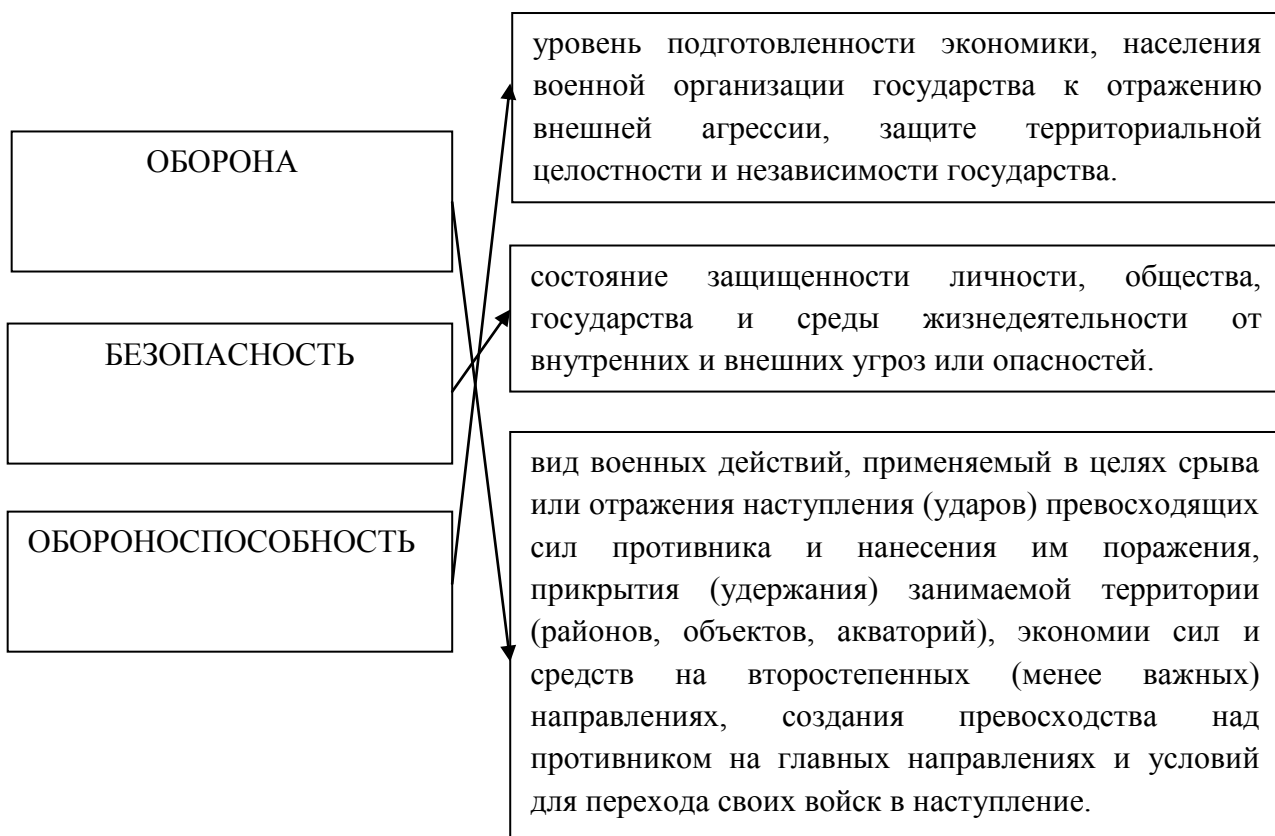 ОБОРОНА
БЕЗОПАСНОСТЬ
ОБОРОНОСПОСОБНОСТЬ
уровень подготовленности экономики, населения
военной организации государства к отражению
внешней агрессии, защите территориальной
целостности и независимости государства.
состояние защищенности личности, общества,
государства и среды жизнедеятельности от
внутренних и внешних угроз или опасностей.
вид военных действий, применяемый в целях срыва
или отражения наступления (ударов) превосходящих
сил противника и нанесения им поражения,
прикрытия (удержания) занимаемой территории
(районов, объектов, акваторий), экономии сил и
средств на второстепенных (менее важных)
направлениях, создания превосходства над
противником на главных направлениях и условий
для перехода своих войск в наступление.